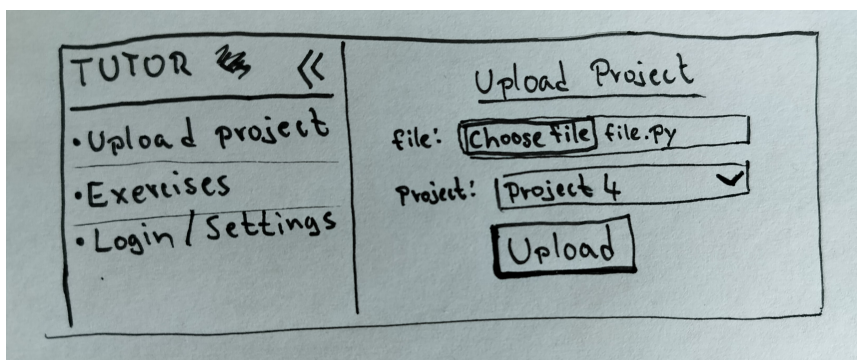 TUTOR
• Upload project
• Exercises
• Login / Settings
Upload Project
file: Choose file file.py
Project: Project 4
Upload